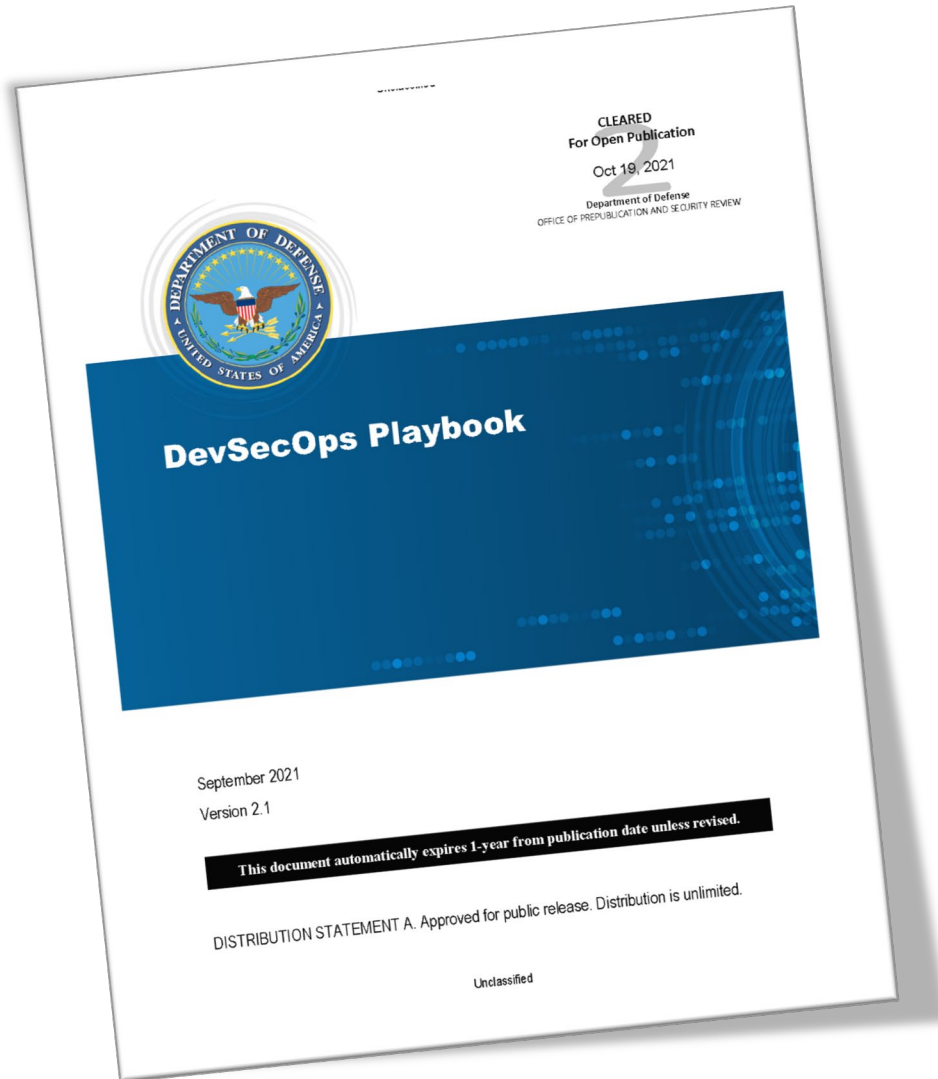 CLEARED
For Open Publication
2
Oct 19, 2021
Department of Defense
OFFICE OF PREPUBLICATION AND SECURITY REVIEW
DEPARTMENT OF DEFENSE
UNITED STATES OF AMERICA
DevSecOps Playbook
September 2021
Version 2.1
This document automatically expires 1-year from publication date unless revised.
DISTRIBUTION STATEMENT A. Approved for public release. Distribution is unlimited.
Unclassified